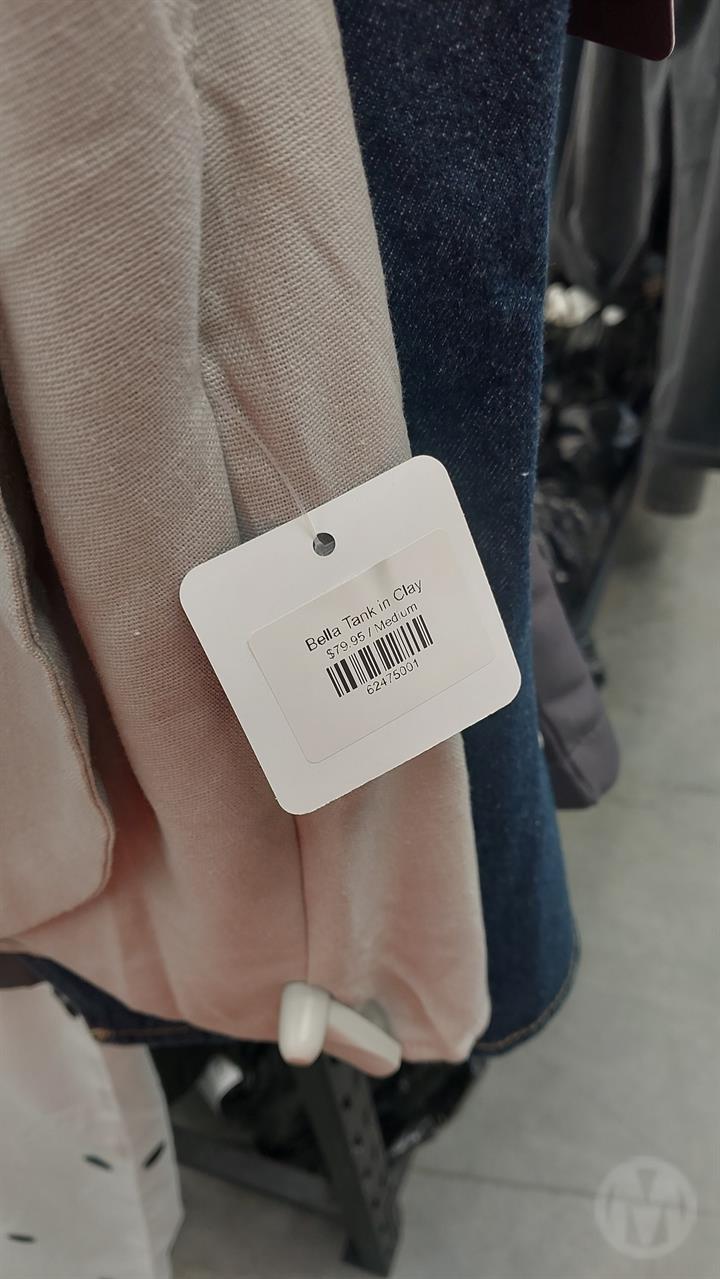 Bella Tank in Clay
$79.95 / Medium
62475001